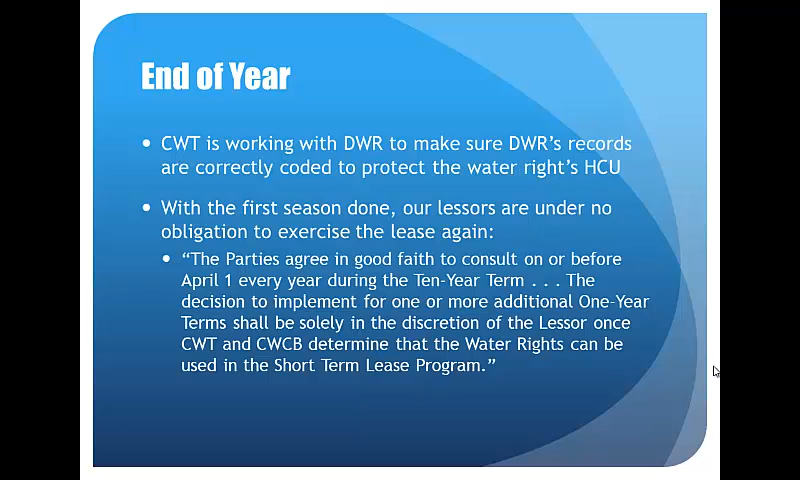 End of Year
• CWT is working with DWR to make sure DWR’s records
are correctly coded to protect the water right’s HCU
• With the first season done, our lessors are under no
obligation to exercise the lease again:
• “The Parties agree in good faith to consult on or before
April 1 every year during the Ten-Year Term . . . The
decision to implement for one or more additional One-Year
Terms shall be solely in the discretion of the Lessor once
CWT and CWCB determine that the Water Rights can be
used in the Short Term Lease Program.”